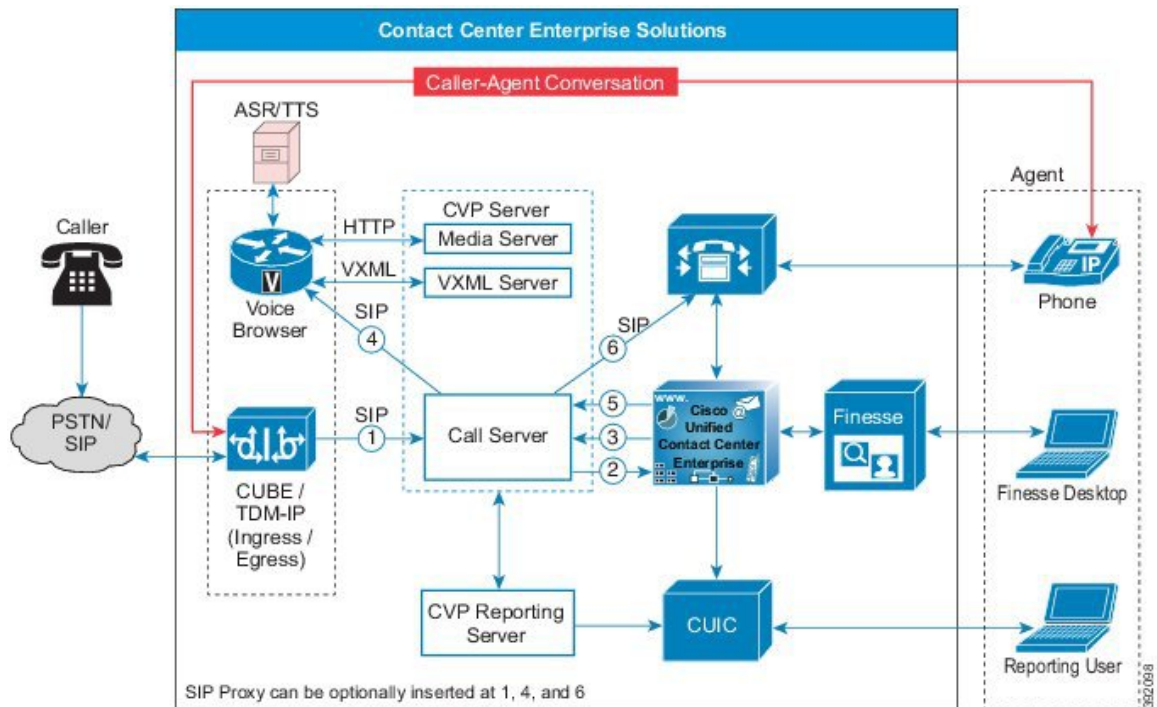 Contact Center Enterprise Solutions
Caller-Agent Conversation
ASR/TTS
Agent
Caller
HTTP
CVP Server
Media Server
VXML
VXML Server
IP
Phone
V
Voice
Browser
SIP
4
SIP
6
PSTN/
SIP
SIP
1
Call Server
5
3
2
www.
@
Cisco
Unified
Contact Center
Enterprise
Finesse
Finesse Desktop
CUBE /
TDM-IP
(Ingress /
Egress)
CVP Reporting
Server
CUIC
Reporting User
SIP Proxy can be optionally inserted at 1, 4, and 6
392098